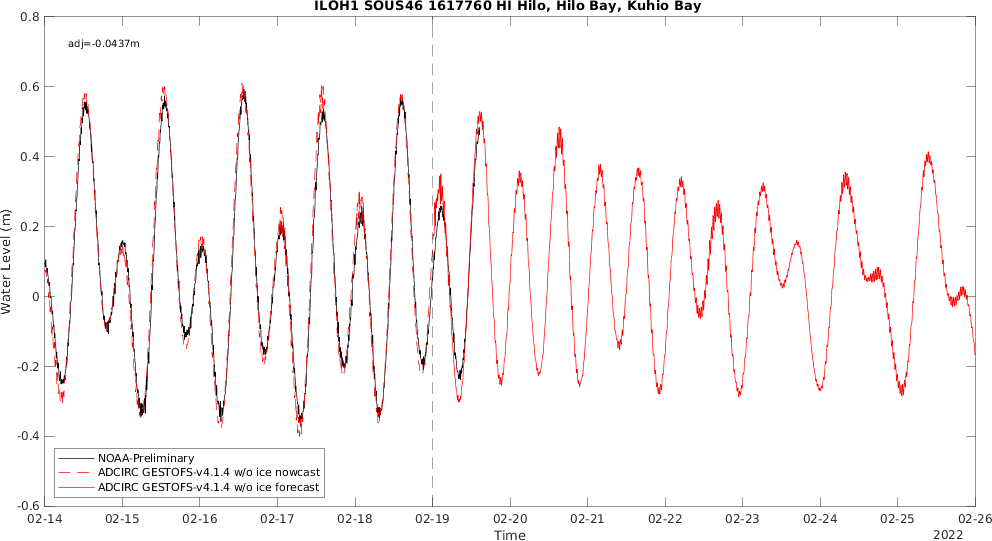 ILOH1 SOUS46 1617760 HI Hilo, Hilo Bay, Kuhio Bay
adj=-0.0437m
Water Level (m)
0.8
0.6
0.4
0.2
0
-0.2
-0.4
-0.6
NOAA-Preliminary
ADCIRC GESTOFS-v4.1.4 w/o ice nowcast
ADCIRC GESTOFS-v4.1.4 w/o ice forecast
02-14 02-15 02-16 02-17 02-18 02-19 02-20 02-21 02-22 02-23 02-24 02-25 02-26
Time
2022